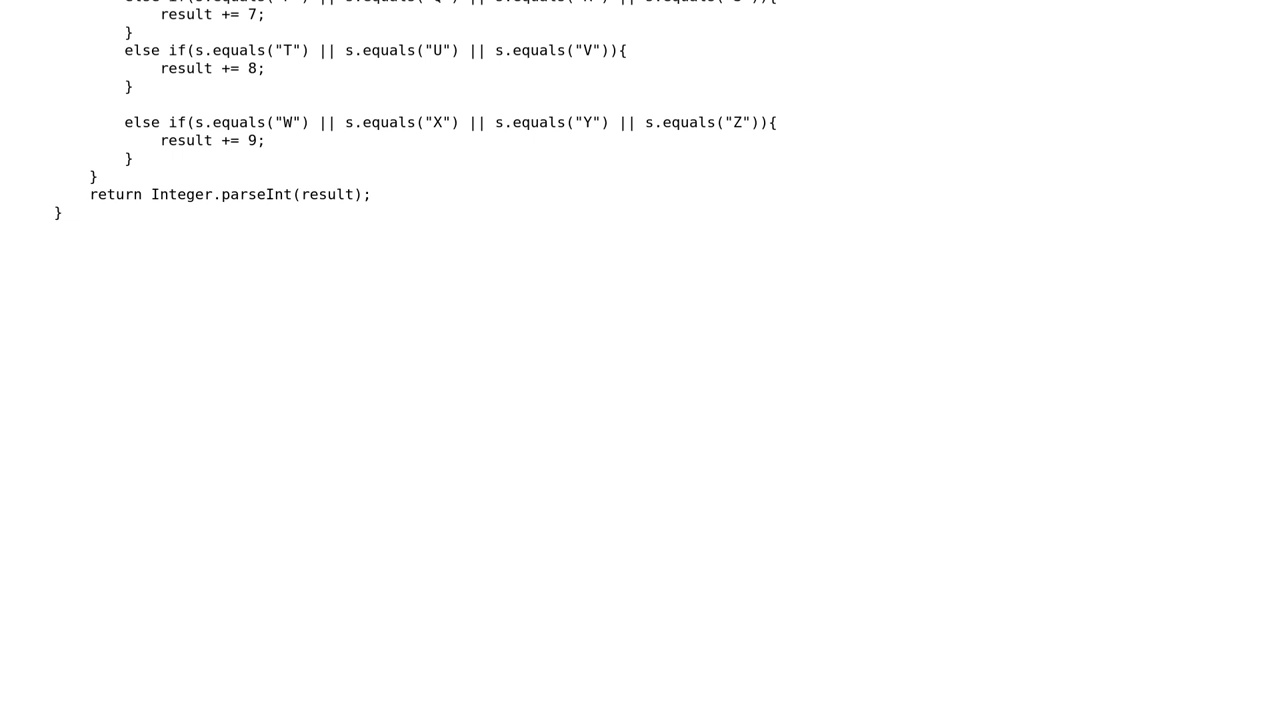 result += 7;
}
else if(s.equals("T") || s.equals("U") || s.equals("V")){
result += 8;
}
else if(s.equals("W") || s.equals("X") || s.equals("Y") || s.equals("Z")){
result += 9;
}
}
return Integer.parseInt(result);
}